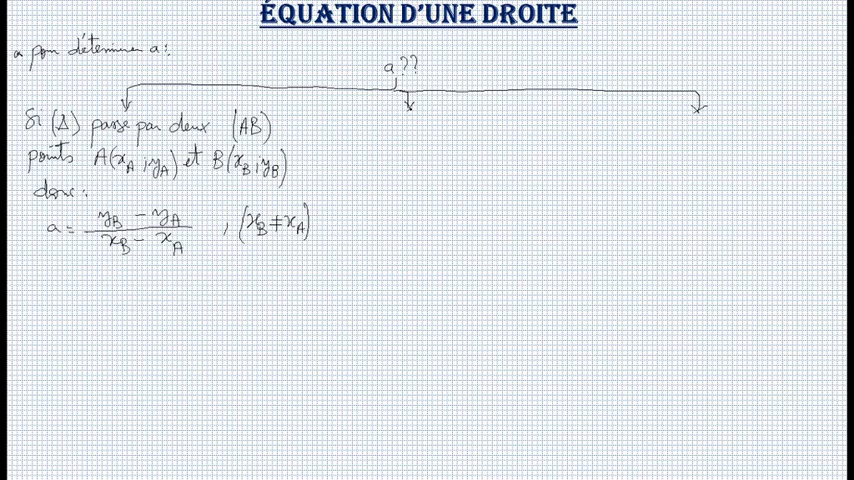 ÉQUATION D'UNE DROITE
pour déterminer a :
a ??
Si (Δ) passe par deux (AB)
points A(xA ; yA) et B(xB ; yB)
donc :
a = (yB - yA) / (xB - xA) , (xB ≠ xA)